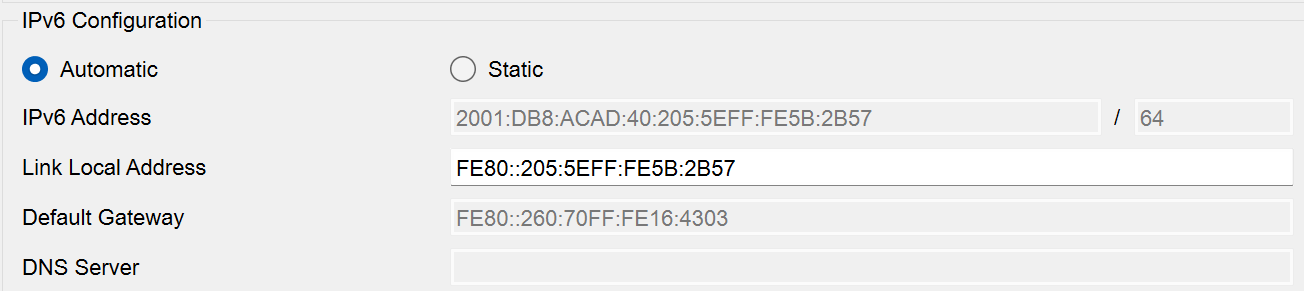 IPv6 Configuration
Automatic Static
IPv6 Address 2001:DB8:ACAD:40:205:5EFF:FE5B:2B57 / 64
Link Local Address FE80::205:5EFF:FE5B:2B57
Default Gateway FE80::260:70FF:FE16:4303
DNS Server